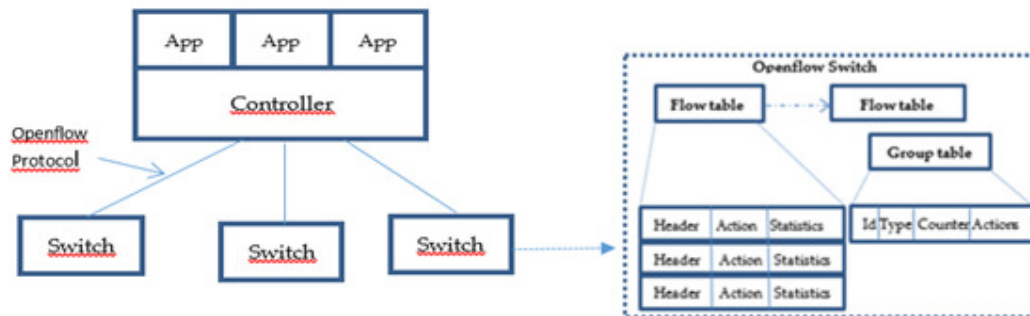 App App App
Controller
Openflow
Protocol
Switch Switch Switch
Openflow Switch
Flow table Flow table
Group table
Header Action Statistics
Header Action Statistics
Header Action Statistics
Id Type Counter Actions